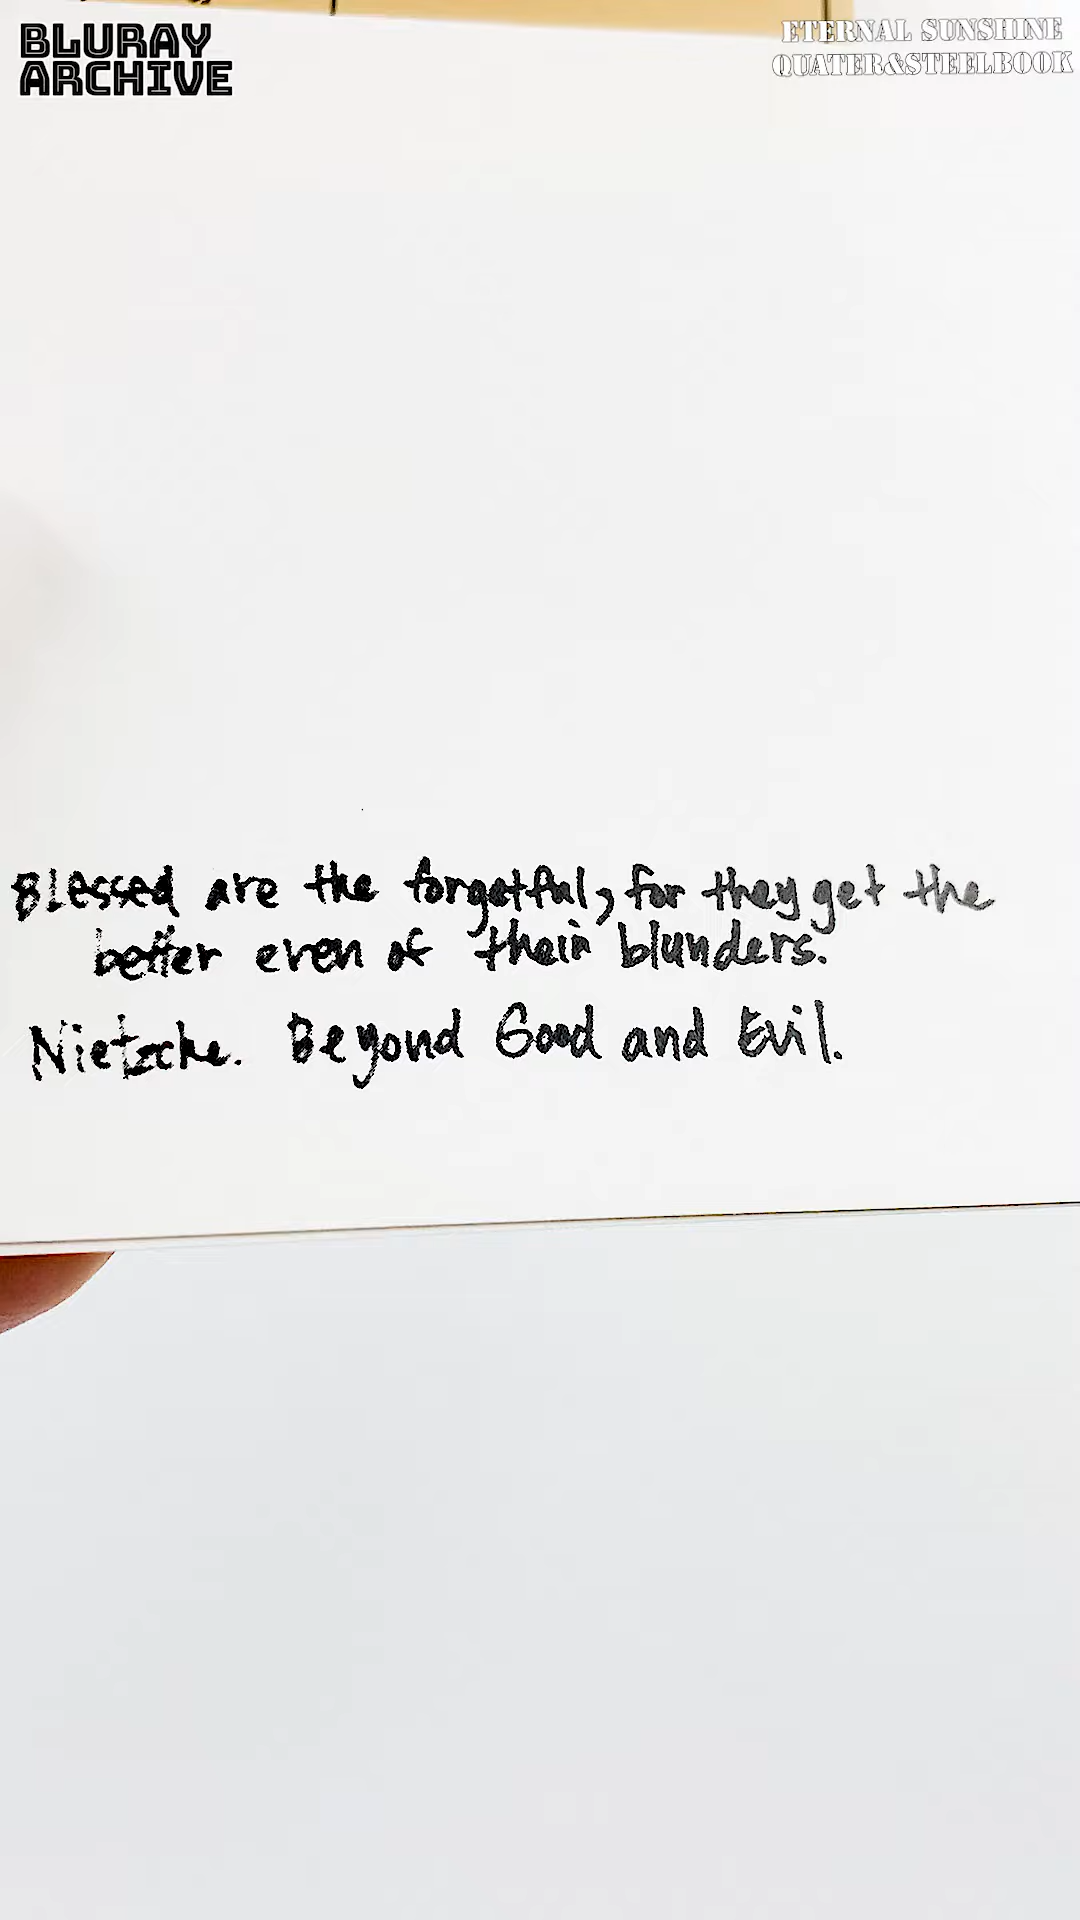 BLURAY
ARCHIVE
ETERNAL SUNSHINE
QUATER&STEELBOOK
Blessed are the forgetful, for they get the
better even of their blunders.
Nietzche. Beyond Good and Evil.